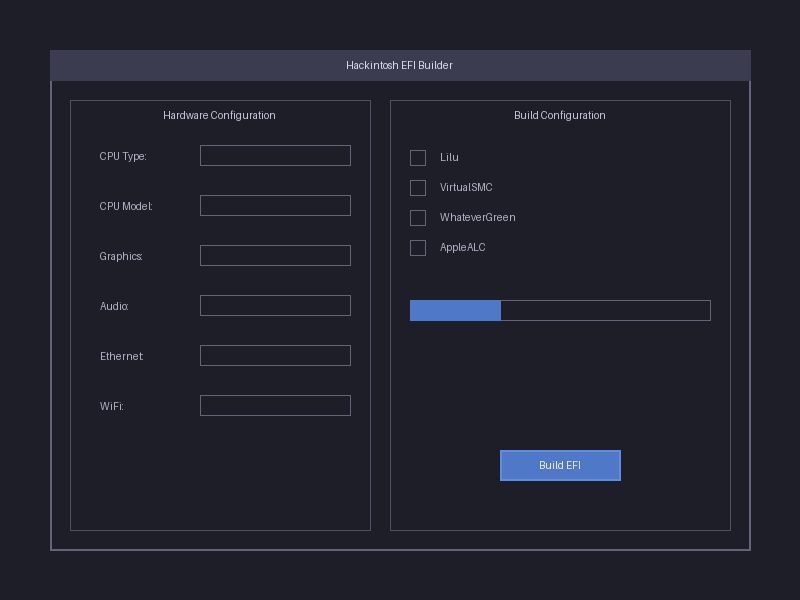 Hackintosh EFI Builder
Hardware Configuration
CPU Type:
CPU Model:
Graphics:
Audio:
Ethernet:
WiFi:
Build Configuration
Lilu
VirtualSMC
WhateverGreen
AppleALC
Build EFI